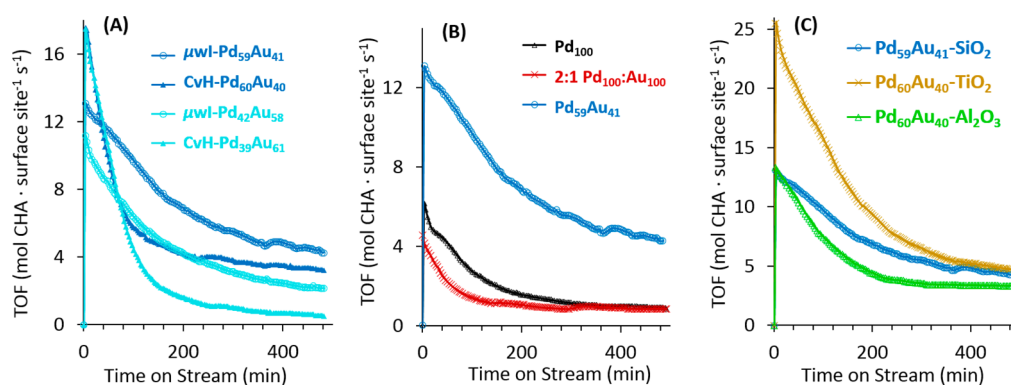 (A)
μwI-Pd₅₉Au₄₁
CvH-Pd₆₀Au₄₀
μwI-Pd₄₂Au₅₈
CvH-Pd₃₉Au₆₁
TOF (mol CHA · surface site⁻¹ s⁻¹)
16
12
8
4
0
0
200
400
Time on Stream (min)
(B)
Pd₁₀₀
2:1 Pd₁₀₀:Au₁₀₀
Pd₅₉Au₄₁
TOF (mol CHA · surface site⁻¹ s⁻¹)
12
8
4
0
0
200
400
Time on Stream (min)
(C)
Pd₅₉Au₄₁-SiO₂
Pd₆₀Au₄₀-TiO₂
Pd₆₀Au₄₀-Al₂O₃
TOF (mol CHA · surface site⁻¹ s⁻¹)
25
20
15
10
5
0
0
200
400
Time on Stream (min)